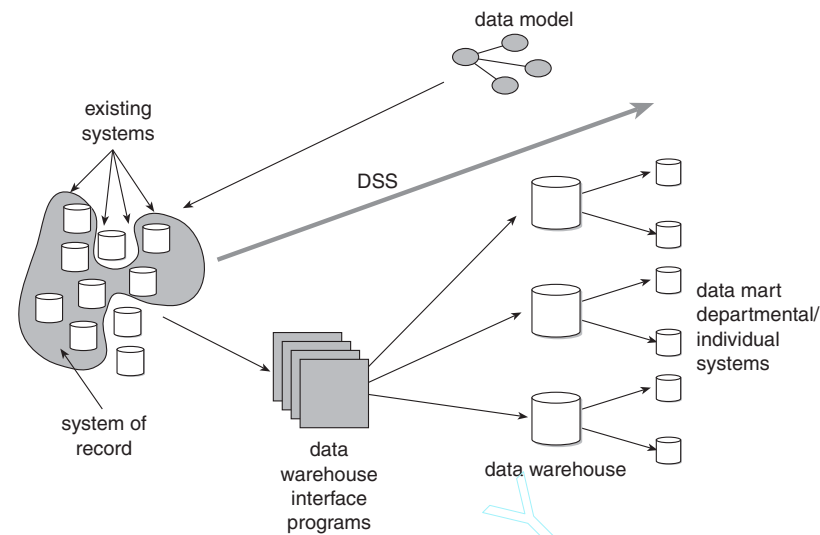 data model
existing
systems
DSS
data mart
departmental/
individual
systems
system of
record
data
warehouse
interface
programs
data warehouse